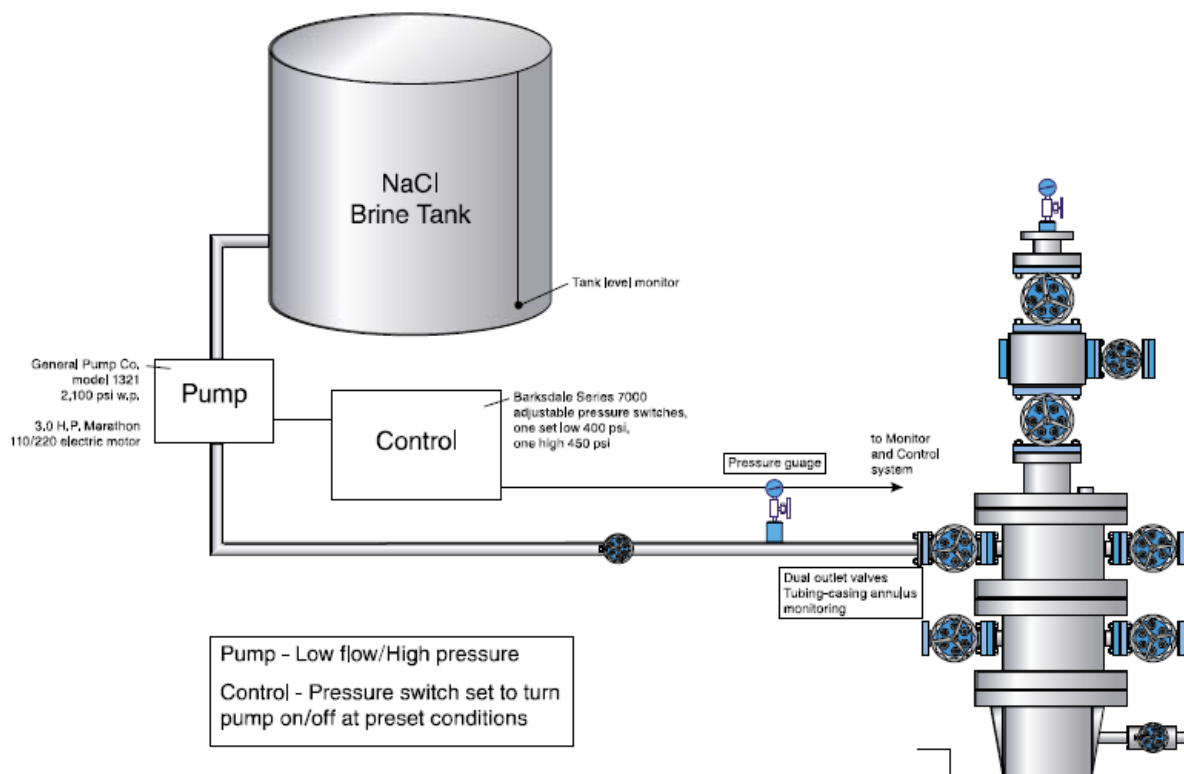 NaCl
Brine Tank
Tank level monitor
General Pump Co.
model 1321
2,100 psi w.p.
3.0 H.P. Marathon
110/220 electric motor
Pump
Control
Barksdale Series 7000
adjustable pressure switches,
one set low 400 psi,
one high 450 psi
Pressure guage
to Monitor
and Control
system
Dual outlet valves
Tubing-casing annulus
monitoring
Pump - Low flow/High pressure
Control - Pressure switch set to turn
pump on/off at preset conditions